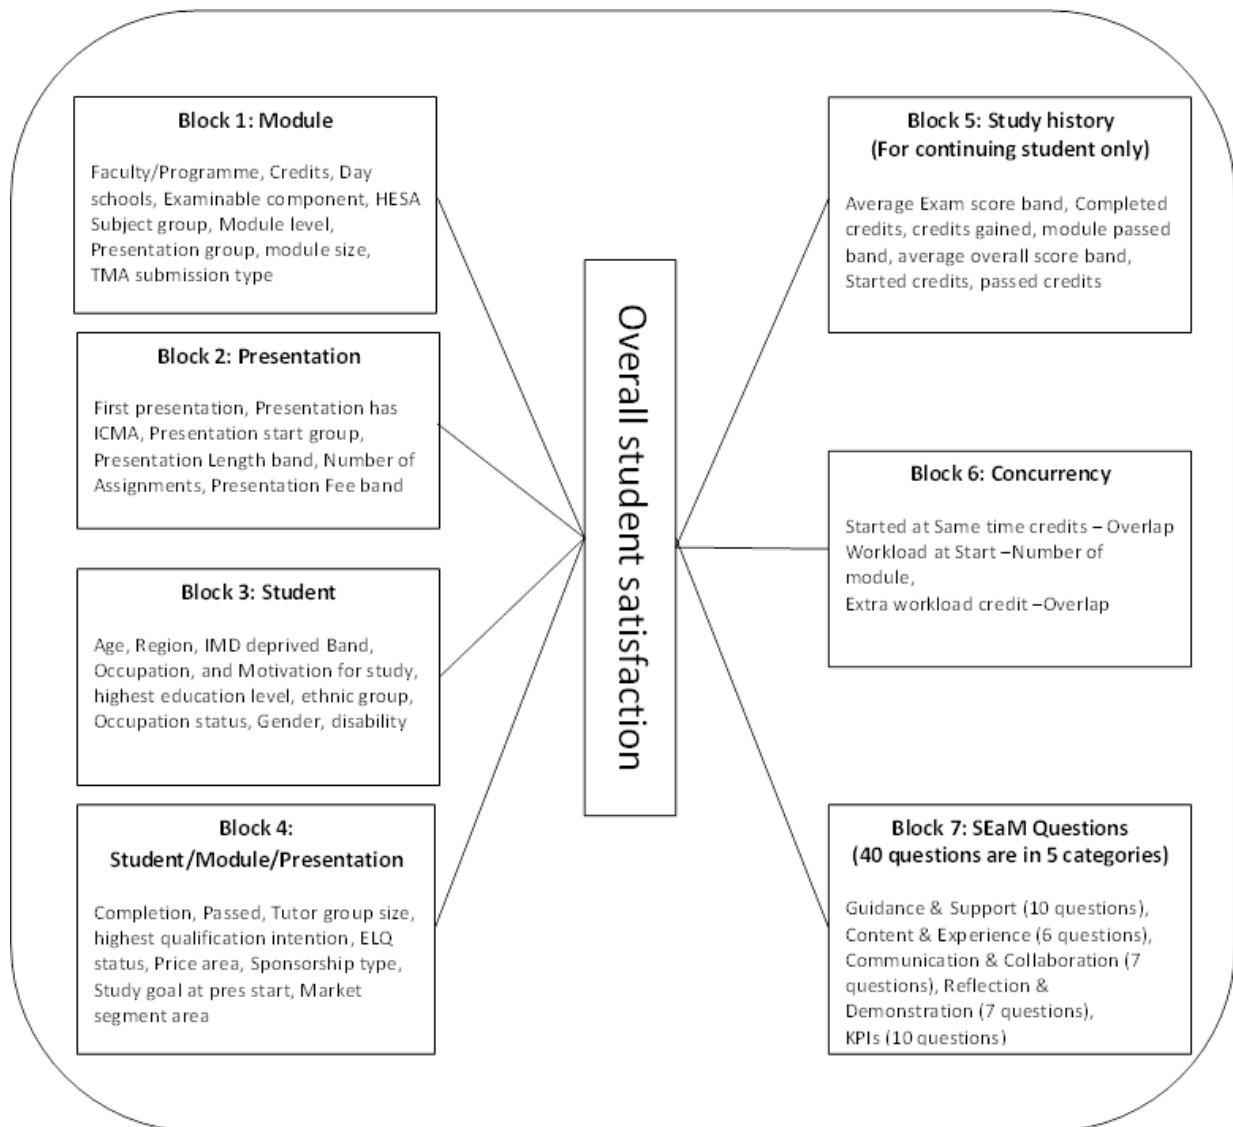 Block 1: Module
Faculty/Programme, Credits, Day
schools, Examinable component, HESA
Subject group, Module level,
Presentation group, module size,
TMA submission type
Block 2: Presentation
First presentation, Presentation has
ICMA, Presentation start group,
Presentation Length band, Number of
Assignments, Presentation Fee band
Block 3: Student
Age, Region, IMD deprived Band,
Occupation, and Motivation for study,
highest education level, ethnic group,
Occupation status, Gender, disability
Block 4:
Student/Module/Presentation
Completion, Passed, Tutor group size,
highest qualification intention, ELQ
status, Price area, Sponsorship type,
Study goal at pres start, Market
segment area
Overall student satisfaction
Block 5: Study history
(For continuing student only)
Average Exam score band, Completed
credits, credits gained, module passed
band, average overall score band,
Started credits, passed credits
Block 6: Concurrency
Started at Same time credits – Overlap
Workload at Start –Number of
module,
Extra workload credit –Overlap
Block 7: SEaM Questions
(40 questions are in 5 categories)
Guidance & Support (10 questions),
Content & Experience (6 questions),
Communication & Collaboration (7
questions), Reflection &
Demonstration (7 questions),
KPIs (10 questions)